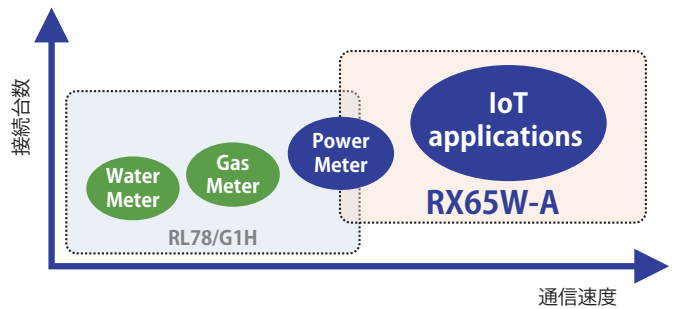 接続台数
IoT
applications
Power
Meter
Gas
Meter
Water
Meter
RX65W-A
RL78/G1H
通信速度